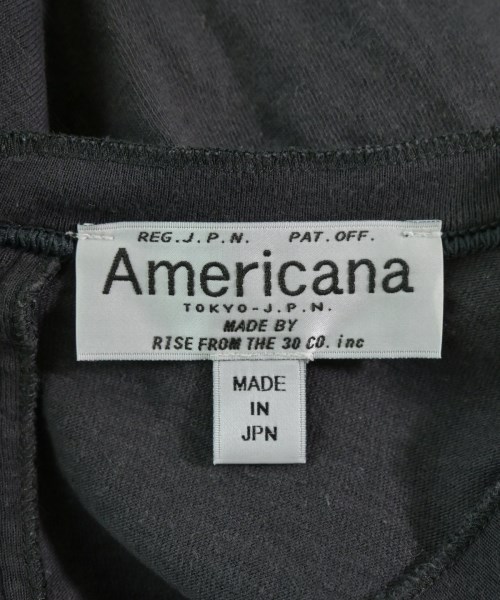 REG.J.P.N. PAT.OFF.
Americana
TOKYO-J.P.N.
MADE BY
RISE FROM THE 30 CO. inc
MADE
IN
JPN